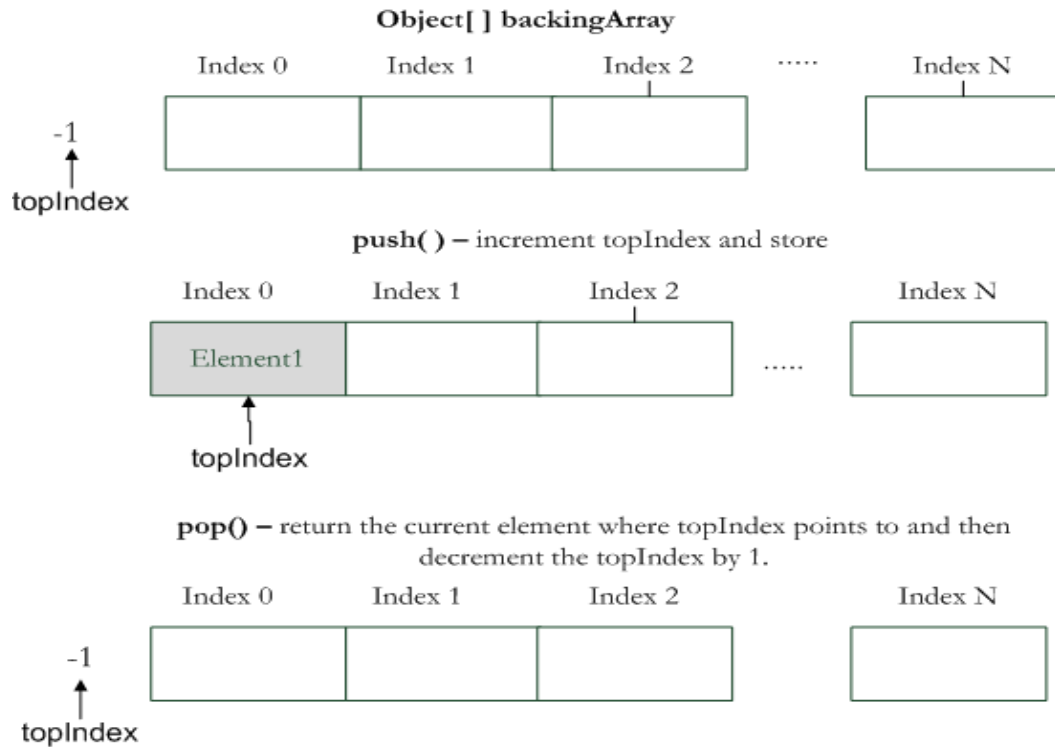 Object[ ] backingArray
Index 0 Index 1 Index 2 ..... Index N
-1
topIndex
push( ) – increment topIndex and store
Index 0 Index 1 Index 2 Index N
Element1 .....
topIndex
pop() – return the current element where topIndex points to and then
decrement the topIndex by 1.
Index 0 Index 1 Index 2 Index N
-1
topIndex